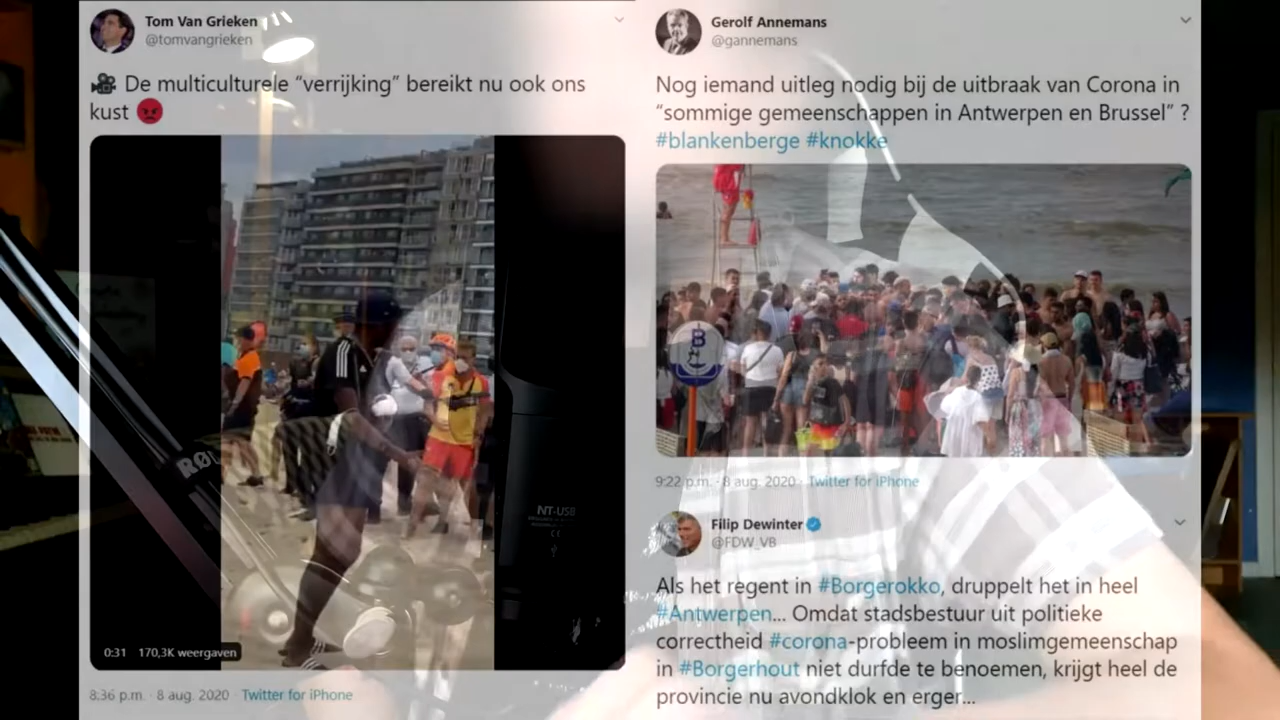 Tom Van Grieken
@tomvangrieken
De multiculturele “verrijking” bereikt nu ook ons
kust
0:31 170,3K weergaven
8:36 p.m. · 8 aug. 2020 · Twitter for iPhone
Gerolf Annemans
@gannemans
Nog iemand uitleg nodig bij de uitbraak van Corona in
“sommige gemeenschappen in Antwerpen en Brussel” ?
#blankenberge #knokke
B
9:22 p.m. · 8 aug. 2020 · Twitter for iPhone
Filip Dewinter
@FDW_VB
Als het regent in #Borgerokko, druppelt het in heel
#Antwerpen... Omdat stadsbestuur uit politieke
correctheid #corona-probleem in moslimgemeenschap
in #Borgerhout niet durfde te benoemen, krijgt heel de
provincie nu avondklok en erger...
NT-USB